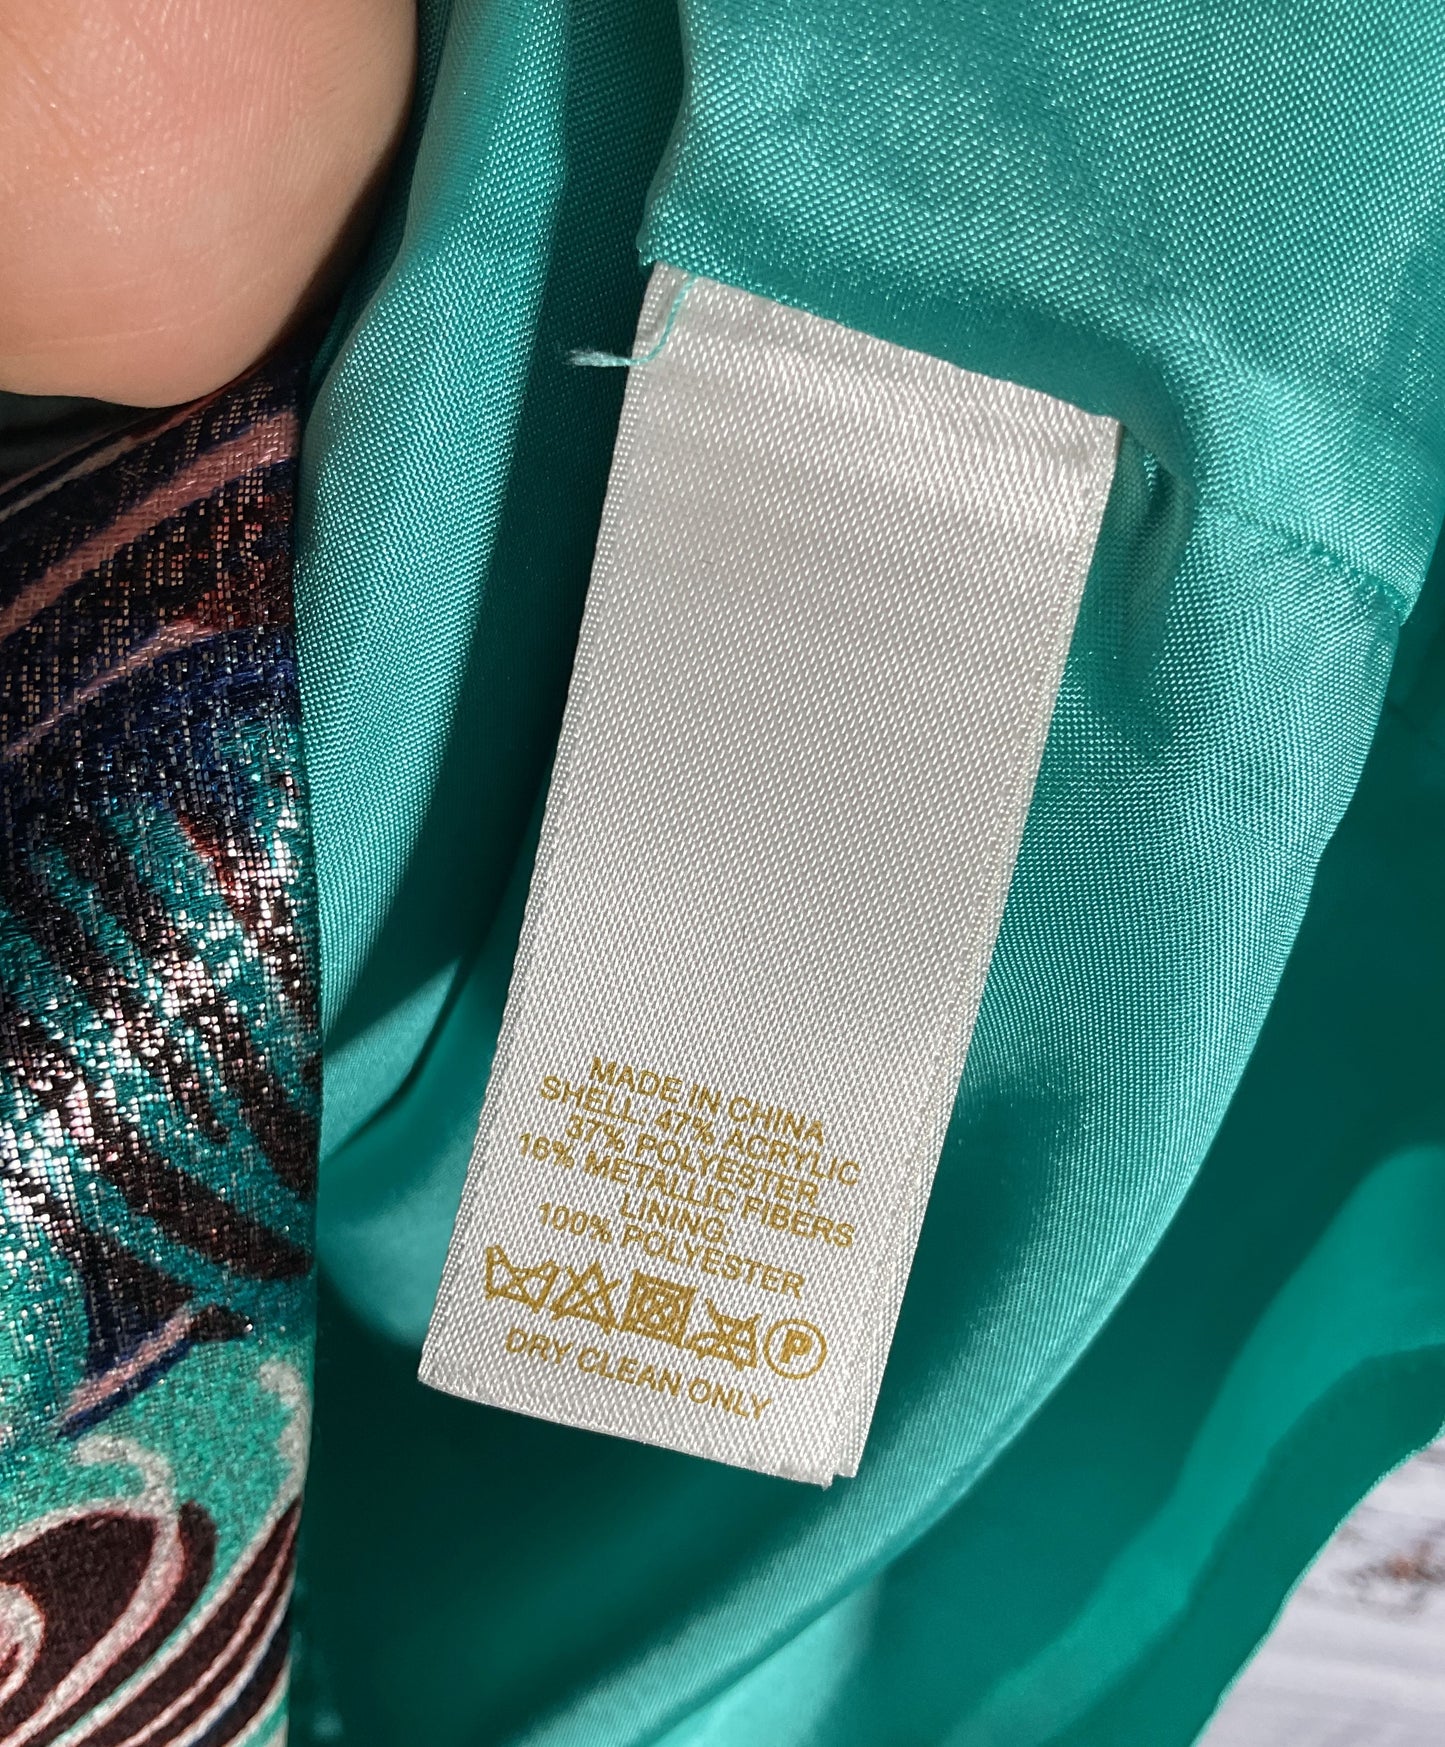 MADE IN CHINA
SHELL: 47% ACRYLIC
37% POLYESTER
16% METALLIC FIBERS
LINING.
100% POLYESTER
P
DRY CLEAN ONLY